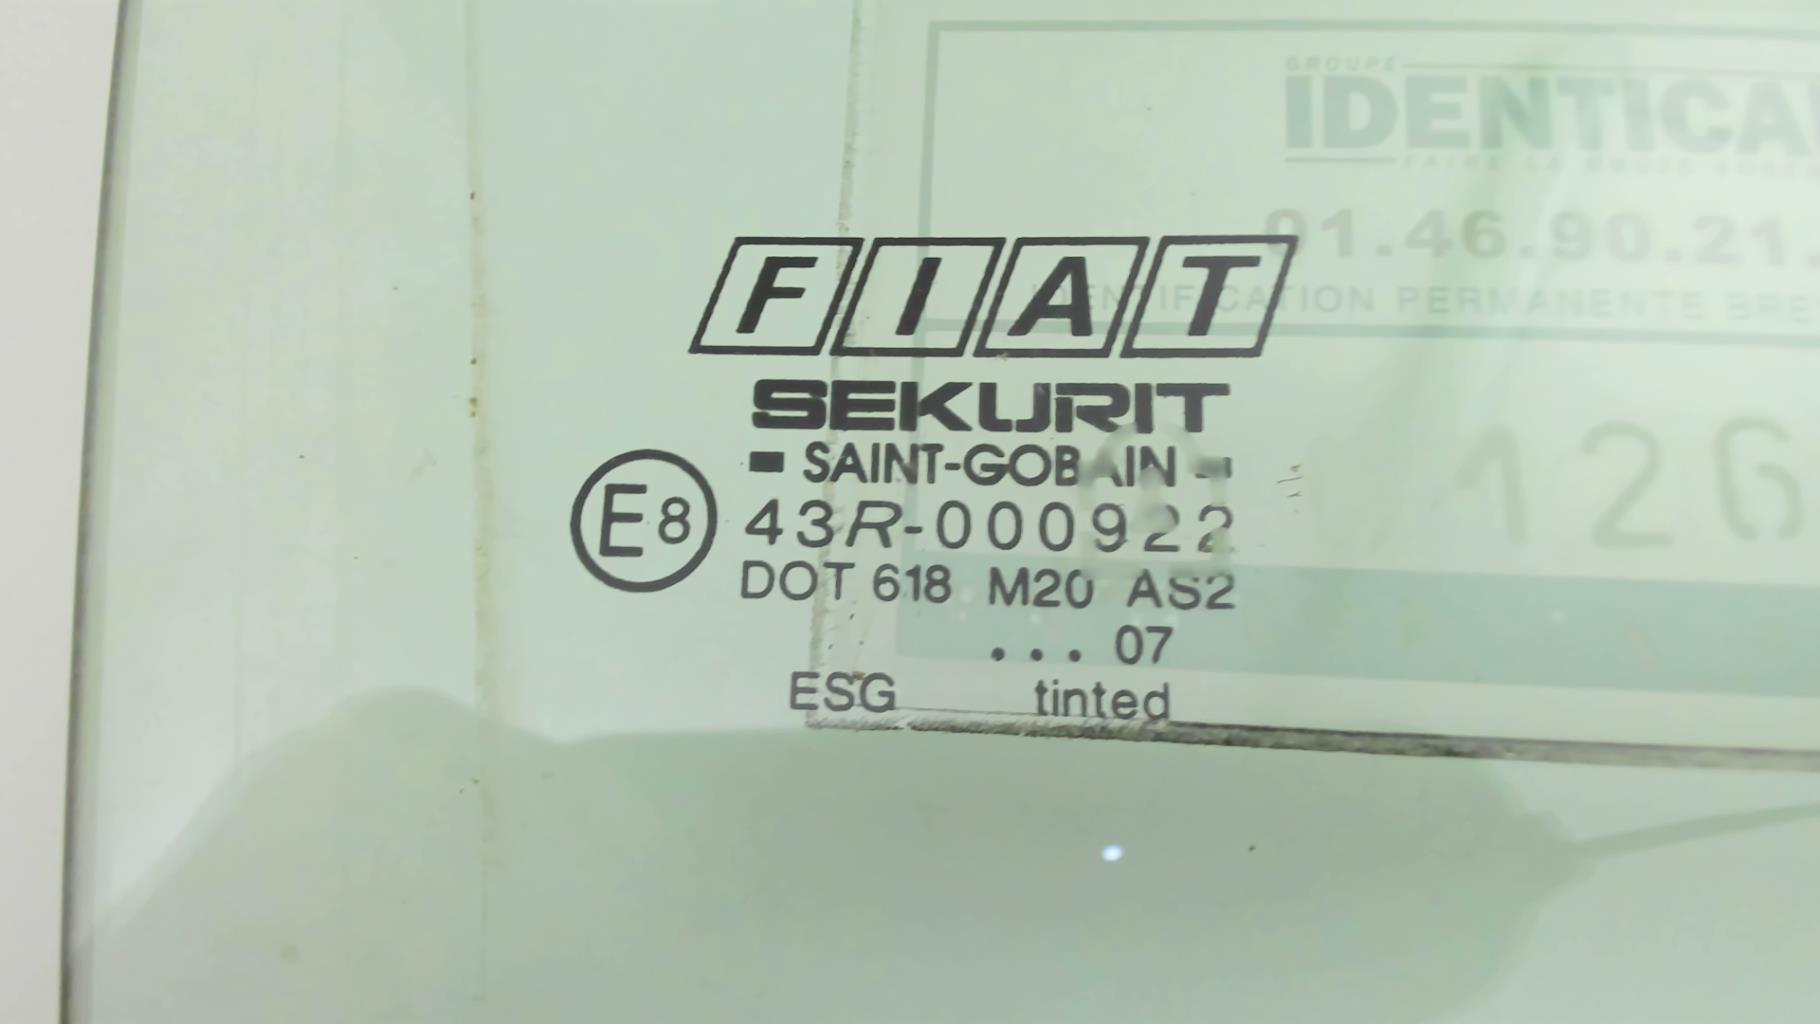 GROUPE
IDENTICA
01.46.90.21.
IDENTIFICATION PERMANENTE
FIAT
SEKURIT
SAINT-GOBAIN
126
E8
43R-000922
DOT 618 M20 AS2
... 07
ESG tinted